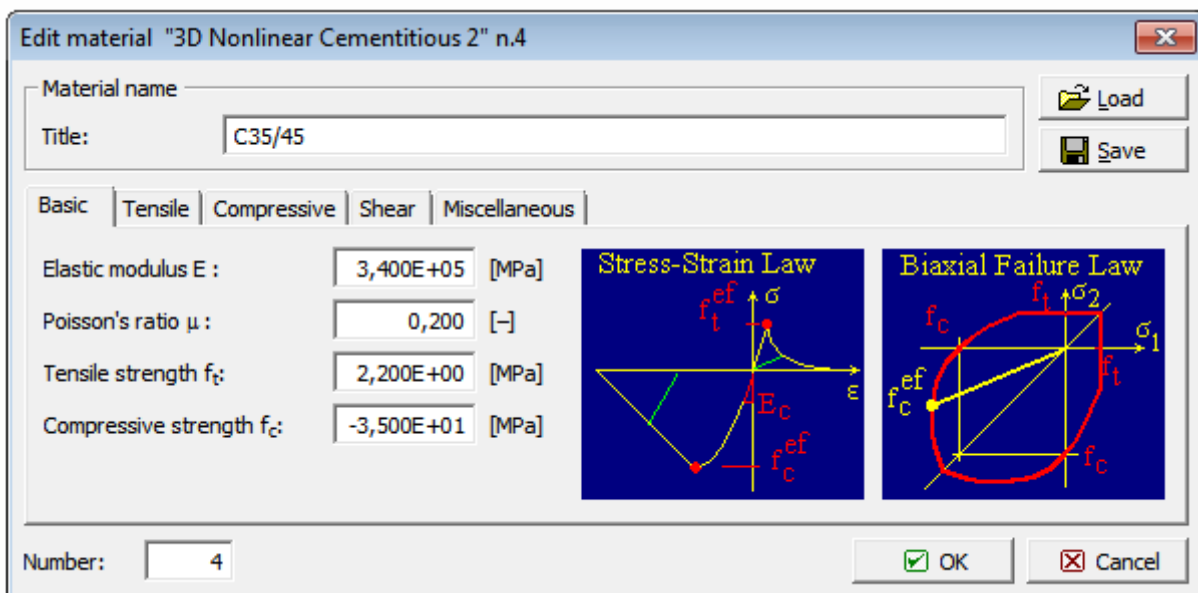 Edit material "3D Nonlinear Cementitious 2" n.4
Material name
Title: C35/45
Load
Save
Basic Tensile Compressive Shear Miscellaneous
Elastic modulus E : 3,400E+05 [MPa]
Poisson's ratio μ : 0,200 [–]
Tensile strength ft: 2,200E+00 [MPa]
Compressive strength fc: -3,500E+01 [MPa]
Stress-Strain Law
ftef σ
ε
Ec
fcef
Biaxial Failure Law
ft σ2
fc
σ1
ft
fcef
fc
Number: 4
OK Cancel